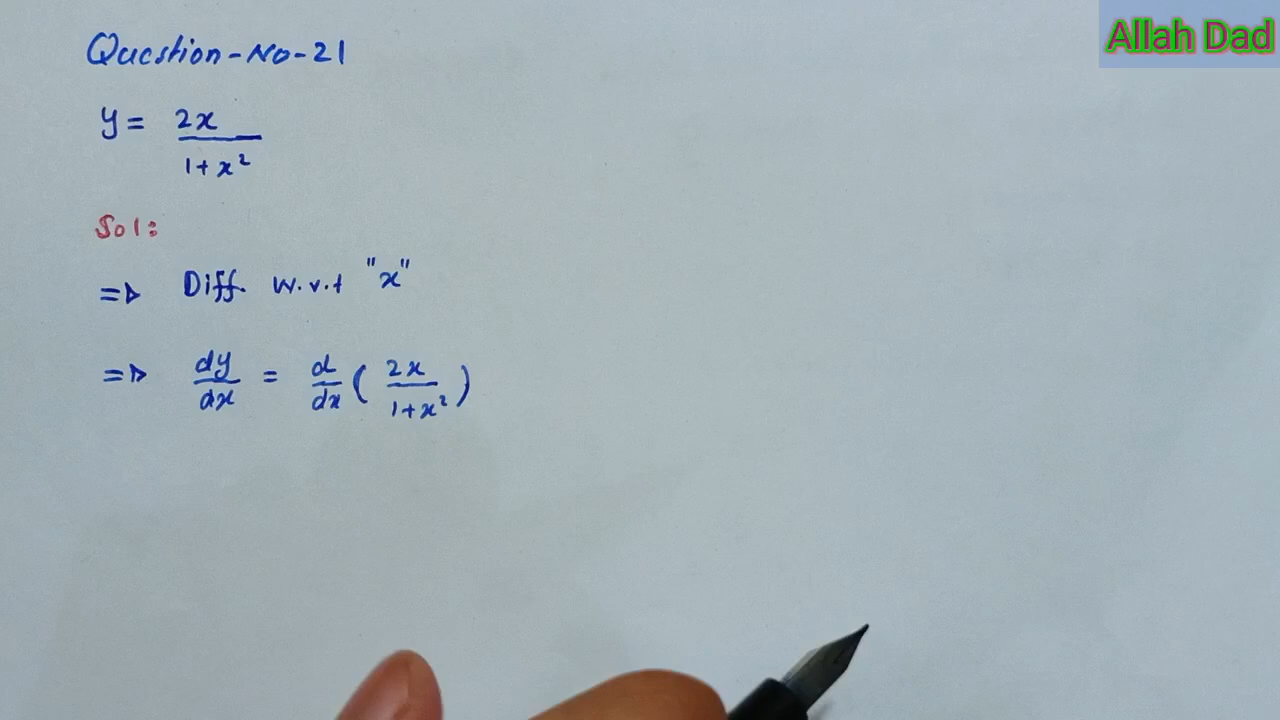 Allah Dad
Question-No-21
y = 2x
1+x²
Sol:
⇒ Diff. w.r.t "x"
⇒ dy/dx = d/dx ( 2x / 1+x² )